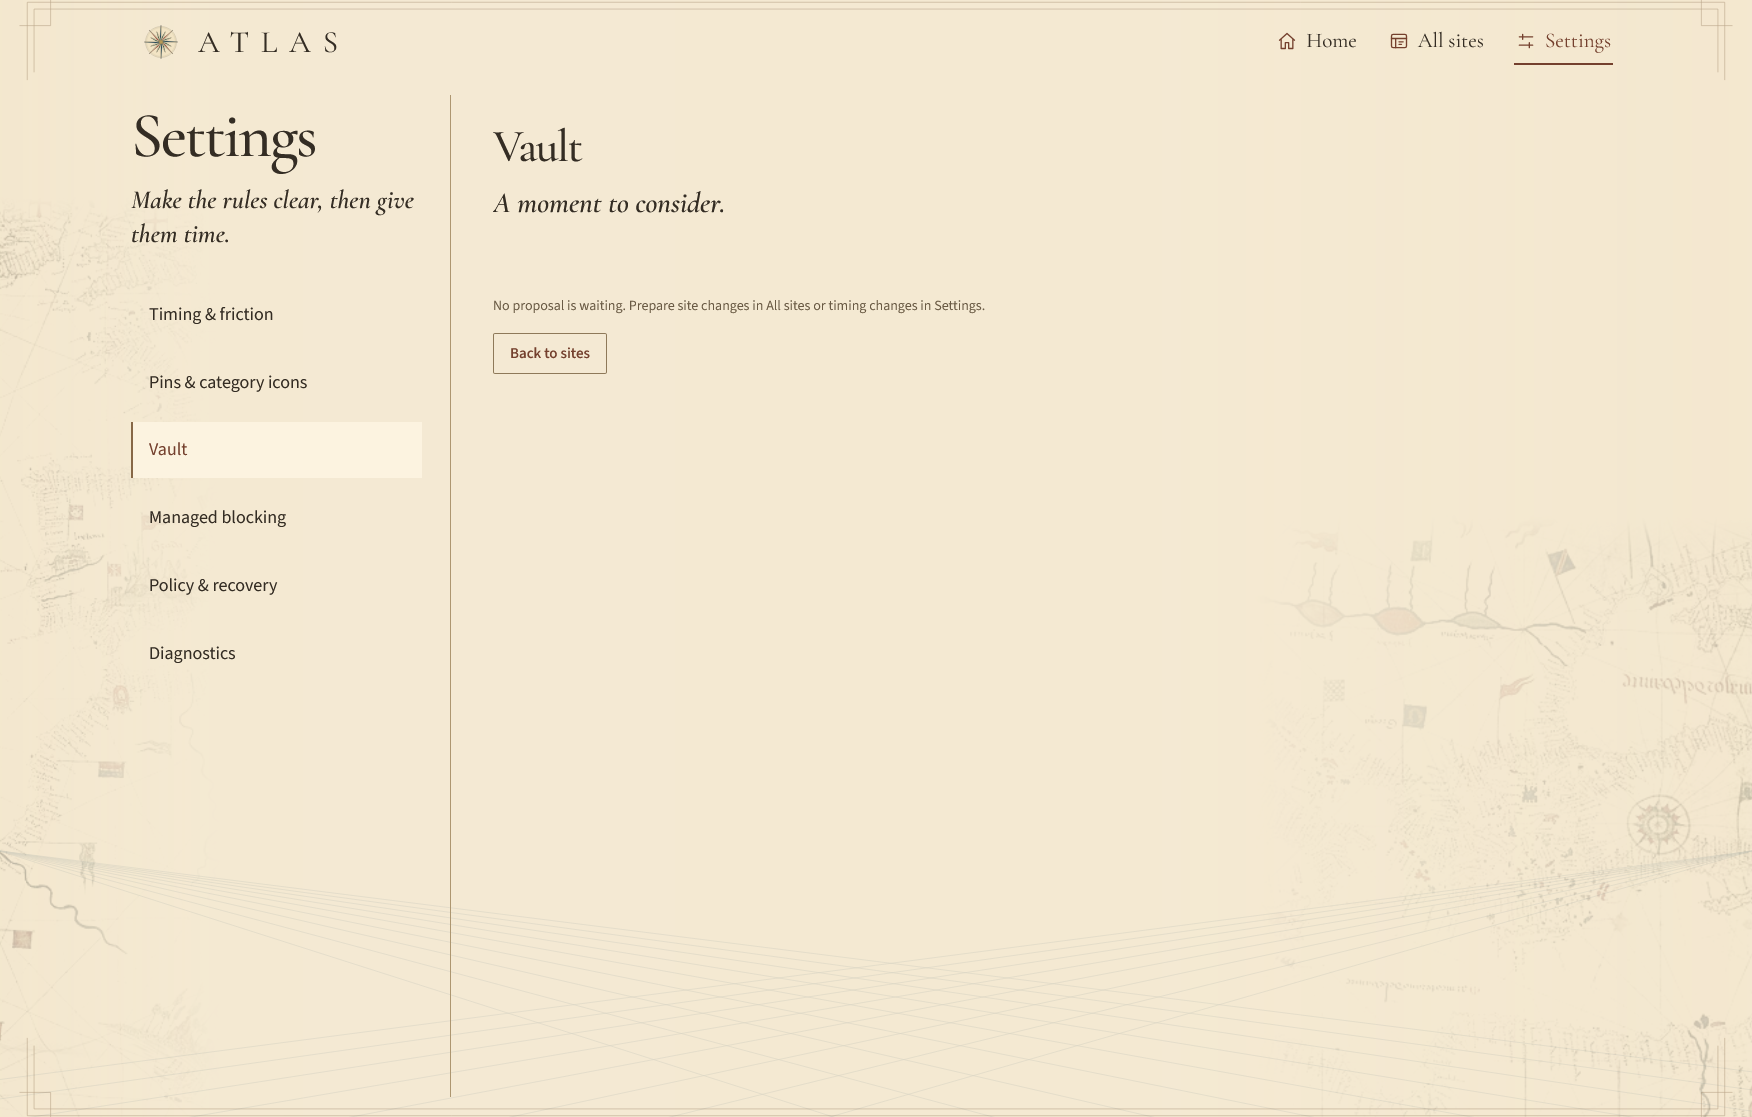 ATLAS
Home
All sites
Settings
Settings
Make the rules clear, then give
them time.
Timing & friction
Pins & category icons
Vault
Managed blocking
Policy & recovery
Diagnostics
Vault
A moment to consider.
No proposal is waiting. Prepare site changes in All sites or timing changes in Settings.
Back to sites